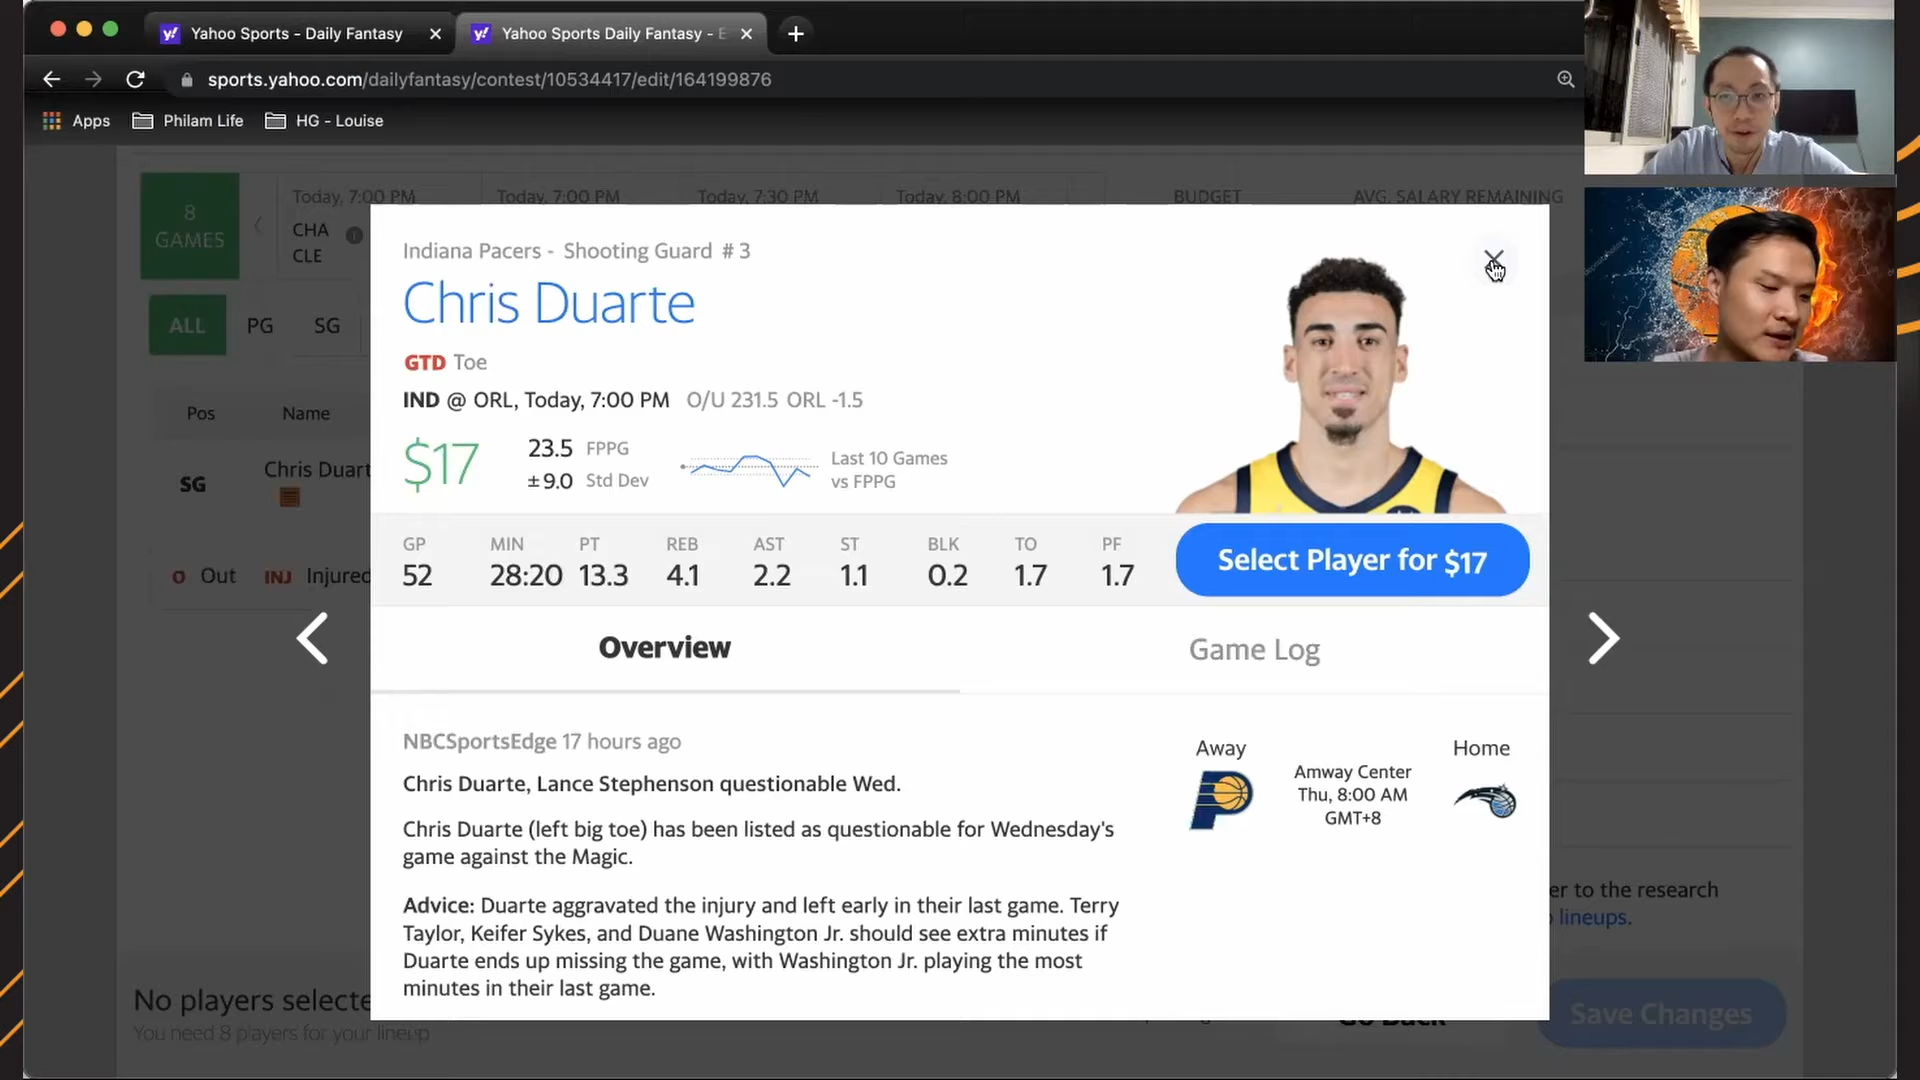 Yahoo Sports - Daily Fantasy
Yahoo Sports Daily Fantasy - E
sports.yahoo.com/dailyfantasy/contest/10534417/edit/164199876
Apps
Philam Life
HG - Louise
8
GAMES
Today, 7:00 PM
CHA
CLE
Today, 7:00 PM
Today, 7:30 PM
Today, 8:00 PM
BUDGET
AVG. SALARY REMAINING
ALL
PG
SG
Pos
Name
SG
Chris Duart
O Out
INJ Injured
Indiana Pacers - Shooting Guard # 3
Chris Duarte
GTD Toe
IND @ ORL, Today, 7:00 PM O/U 231.5 ORL -1.5
$17
23.5 FPPG
±9.0 Std Dev
Last 10 Games
vs FPPG
GP MIN PT REB AST ST BLK TO PF
52 28:20 13.3 4.1 2.2 1.1 0.2 1.7 1.7
Select Player for $17
Overview
Game Log
NBCSportsEdge 17 hours ago
Chris Duarte, Lance Stephenson questionable Wed.
Chris Duarte (left big toe) has been listed as questionable for Wednesday's
game against the Magic.
Advice: Duarte aggravated the injury and left early in their last game. Terry
Taylor, Keifer Sykes, and Duane Washington Jr. should see extra minutes if
Duarte ends up missing the game, with Washington Jr. playing the most
minutes in their last game.
Away
Home
Amway Center
Thu, 8:00 AM
GMT+8
er to the research
lineups.
No players selecte
You need 8 players for your lineup
Go Back
Save Changes